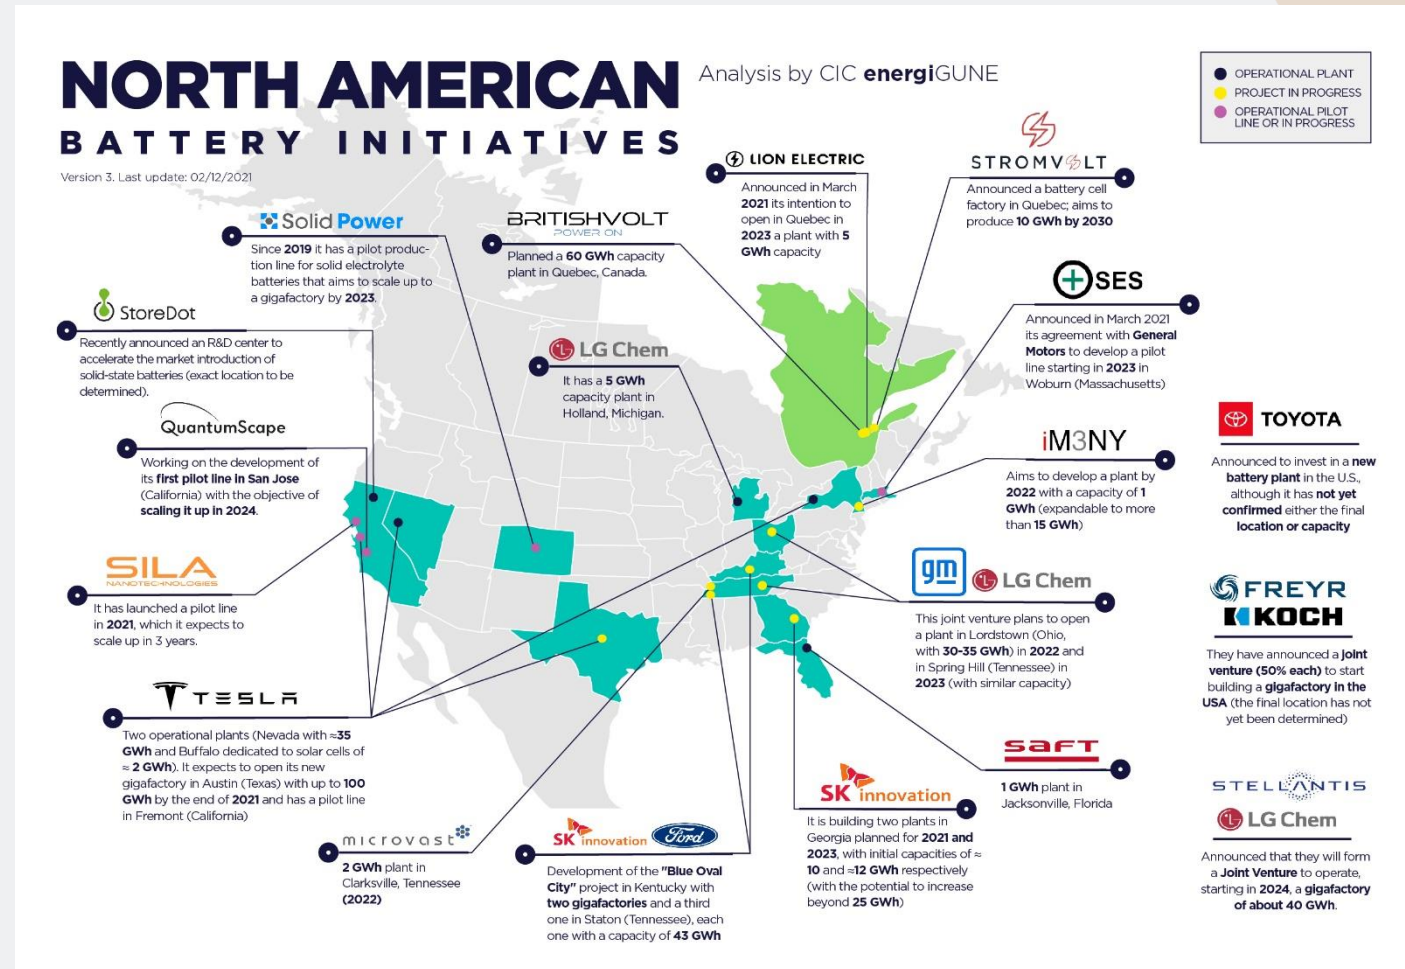 NORTH AMERICAN
BATTERY INITIATIVES
Version 3. Last update: 02/12/2021
Analysis by CIC energiGUNE
OPERATIONAL PLANT
PROJECT IN PROGRESS
OPERATIONAL PILOT
LINE OR IN PROGRESS
Solid Power
Since 2019 it has a pilot produc-
tion line for solid electrolyte
batteries that aims to scale up to
a gigafactory by 2023.
BRITISHVOLT
POWER ON
Planned a 60 GWh capacity
plant in Quebec, Canada.
LION ELECTRIC
Announced in March
2021 its intention to
open in Quebec in
2023 a plant with 5
GWh capacity
STROMVOLT
Announced a battery cell
factory in Quebec; aims to
produce 10 GWh by 2030
StoreDot
Recently announced an R&D center to
accelerate the market introduction of
solid-state batteries (exact location to be
determined).
LG Chem
It has a 5 GWh
capacity plant in
Holland, Michigan.
SES
Announced in March 2021
its agreement with General
Motors to develop a pilot
line starting in 2023 in
Woburn (Massachusetts)
QuantumScape
Working on the development of
its first pilot line in San Jose
(California) with the objective of
scaling it up in 2024.
iM3NY
Aims to develop a plant by
2022 with a capacity of 1
GWh (expandable to more
than 15 GWh)
TOYOTA
Announced to invest in a new
battery plant in the U.S.,
although it has not yet
confirmed either the final
location or capacity
SILA
NANOTECHNOLOGIES
It has launched a pilot line
in 2021, which it expects to
scale up in 3 years.
gm
LG Chem
This joint venture plans to open
a plant in Lordstown (Ohio,
with 30-35 GWh) in 2022 and
in Spring Hill (Tennessee) in
2023 (with similar capacity)
FREYR
KOCH
They have announced a joint
venture (50% each) to start
building a gigafactory in the
USA (the final location has not
yet been determined)
TESLA
Two operational plants (Nevada with ≈35
GWh and Buffalo dedicated to solar cells of
≈ 2 GWh). It expects to open its new
gigafactory in Austin (Texas) with up to 100
GWh by the end of 2021 and has a pilot line
in Fremont (California)
microvast
2 GWh plant in
Clarksville, Tennessee
(2022)
SK innovation
Ford
Development of the "Blue Oval
City" project in Kentucky with
two gigafactories and a third
one in Staton (Tennessee), each
one with a capacity of 43 GWh
SK innovation
It is building two plants in
Georgia planned for 2021 and
2023, with initial capacities of ≈
10 and ≈12 GWh respectively
(with the potential to increase
beyond 25 GWh)
SAFT
1 GWh plant in
Jacksonville, Florida
STELLANTIS
LG Chem
Announced that they will form
a Joint Venture to operate,
starting in 2024, a gigafactory
of about 40 GWh.